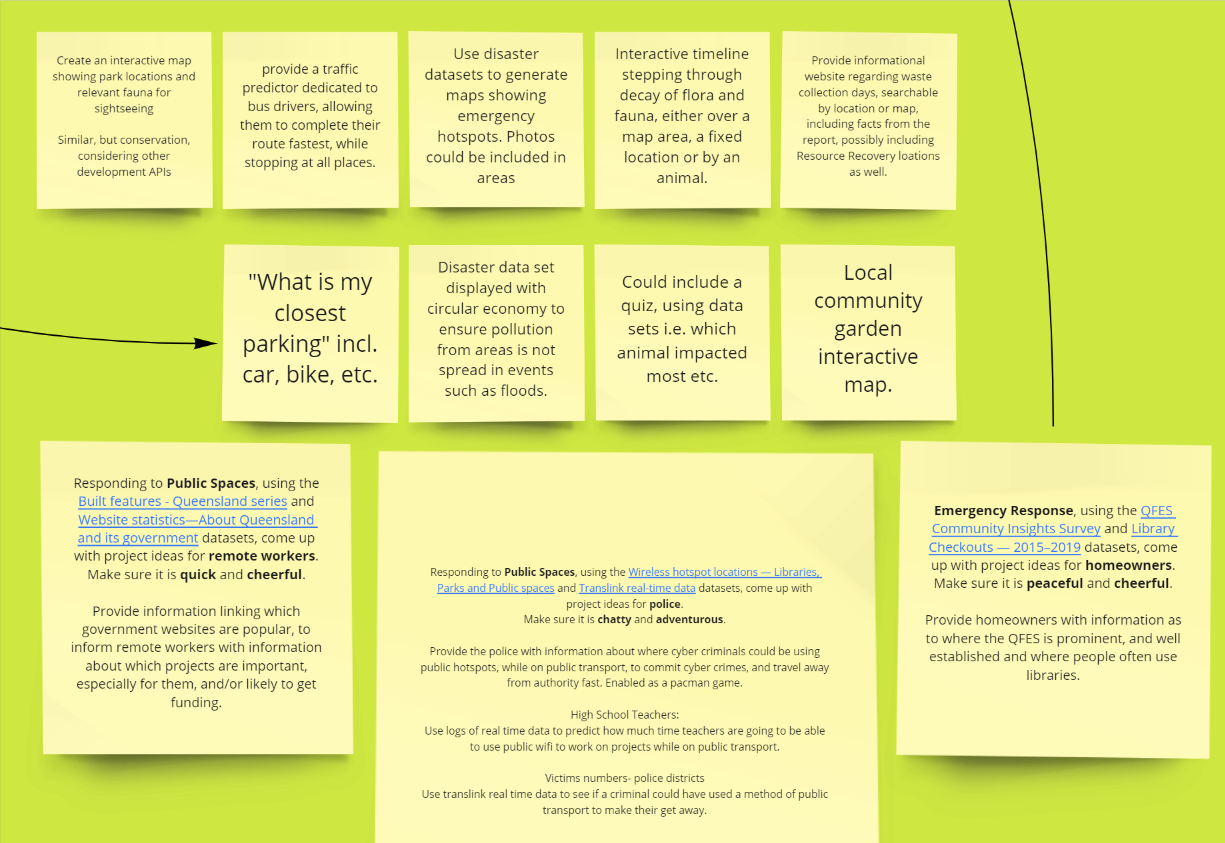 Create an interactive map
showing park locations and
relevant fauna for
sightseeing
Similar, but conservation,
considering other
development APIs
provide a traffic
predictor dedicated to
bus drivers, allowing
them to complete their
route fastest, while
stopping at all places.
Use disaster
datasets to generate
maps showing
emergency
hotspots. Photos
could be included in
areas
Interactive timeline
stepping through
decay of flora and
fauna, either over a
map area, a fixed
location or by an
animal.
Provide informational
website regarding waste
collection days, searchable
by location or map,
including facts from the
report, possibly including
Resource Recovery loations
as well.
"What is my
closest
parking" incl.
car, bike, etc.
Disaster data set
displayed with
circular economy to
ensure pollution
from areas is not
spread in events
such as floods.
Could include a
quiz, using data
sets i.e. which
animal impacted
most etc.
Local
community
garden
interactive
map.
Responding to Public Spaces, using the
Built features - Queensland series and
Website statistics—About Queensland
and its government datasets, come up
with project ideas for remote workers.
Make sure it is quick and cheerful.
Provide information linking which
government websites are popular, to
inform remote workers with information
about which projects are important,
especially for them, and/or likely to get
funding.
Responding to Public Spaces, using the Wireless hotspot locations — Libraries,
Parks and Public spaces and Translink real-time data datasets, come up with
project ideas for police.
Make sure it is chatty and adventurous.
Provide the police with information about where cyber criminals could be using
public hotspots, while on public transport, to commit cyber crimes, and travel away
from authority fast. Enabled as a pacman game.
High School Teachers:
Use logs of real time data to predict how much time teachers are going to be able
to use public wifi to work on projects while on public transport.
Victims numbers- police districts
Use translink real time data to see if a criminal could have used a method of public
transport to make their get away.
Emergency Response, using the QFES
Community Insights Survey and Library
Checkouts — 2015–2019 datasets, come
up with project ideas for homeowners.
Make sure it is peaceful and cheerful.
Provide homeowners with information as
to where the QFES is prominent, and well
established and where people often use
libraries.